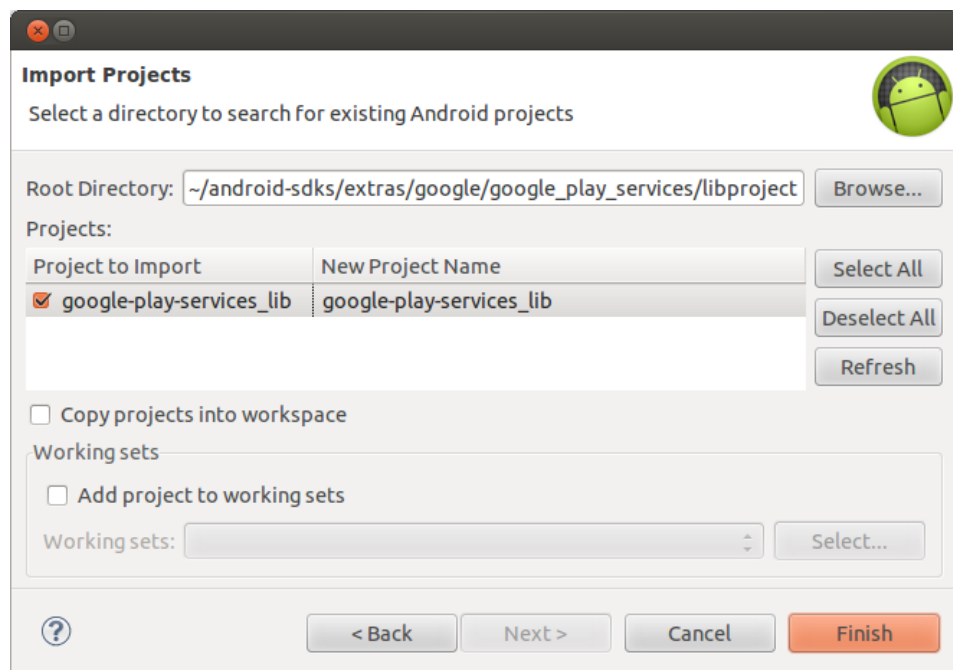 Import Projects
Select a directory to search for existing Android projects
Root Directory: ~/android-sdks/extras/google/google_play_services/libproject Browse...
Projects:
Project to Import New Project Name Select All
google-play-services_lib google-play-services_lib
Deselect All
Refresh
Copy projects into workspace
Working sets
Add project to working sets
Working sets: Select...
? < Back Next > Cancel Finish